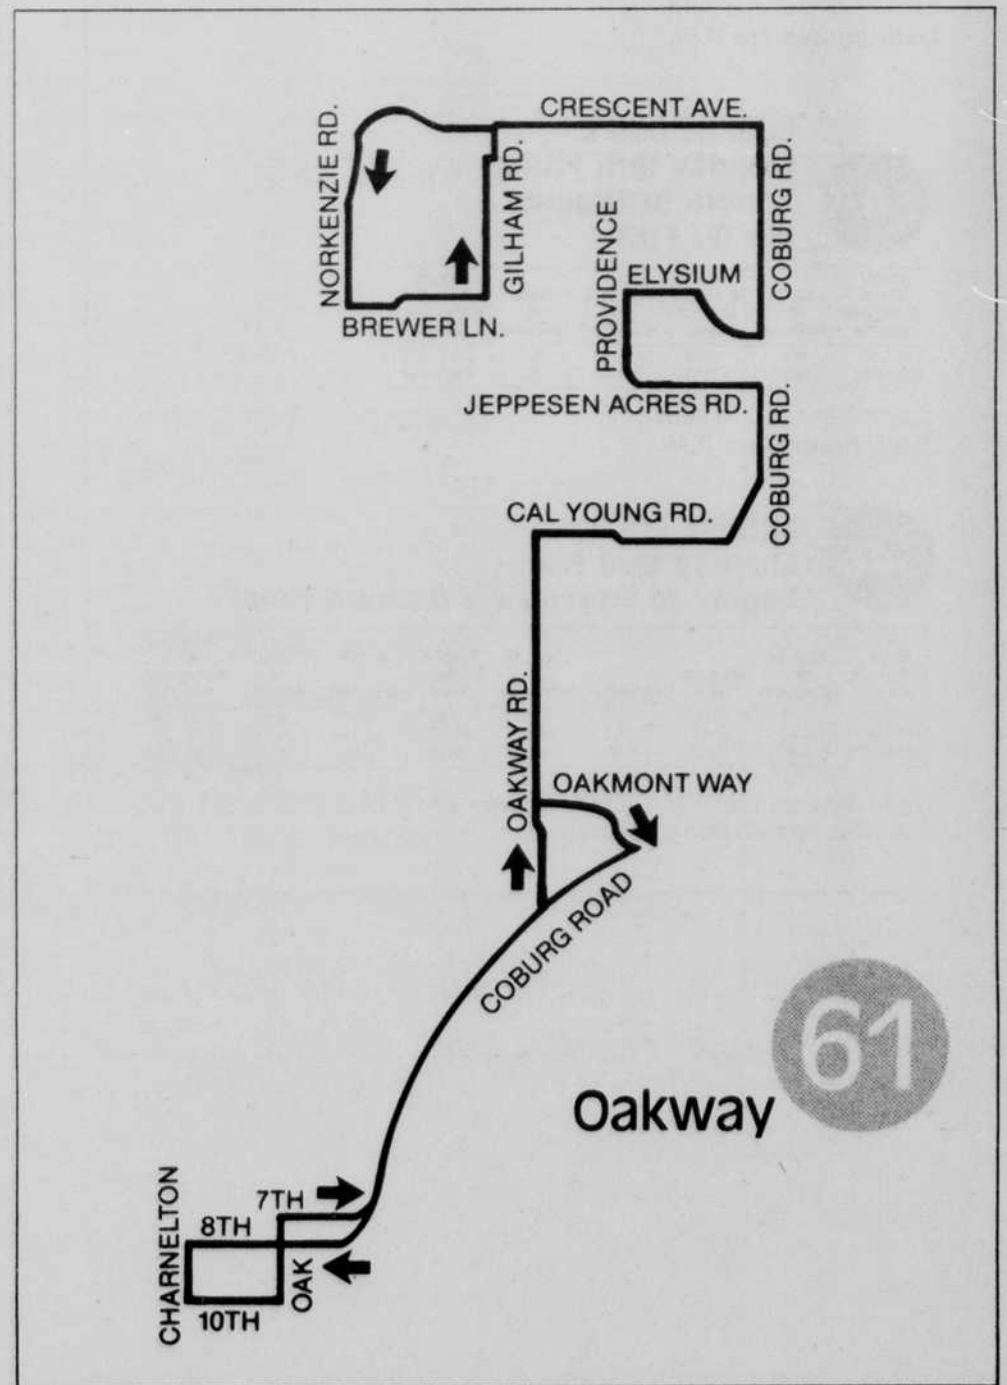 CRESCENT AVE.
NORKENZIE RD.
GILHAM RD.
COBURG RD.
PROVIDENCE
ELYSIUM
BREWER LN.
JEPPESEN ACRES RD.
COBURG RD.
CAL YOUNG RD.
OAKWAY RD.
OAKMONT WAY
COBURG ROAD
61
Oakway
CHARNELTON
7TH
8TH
OAK
10TH